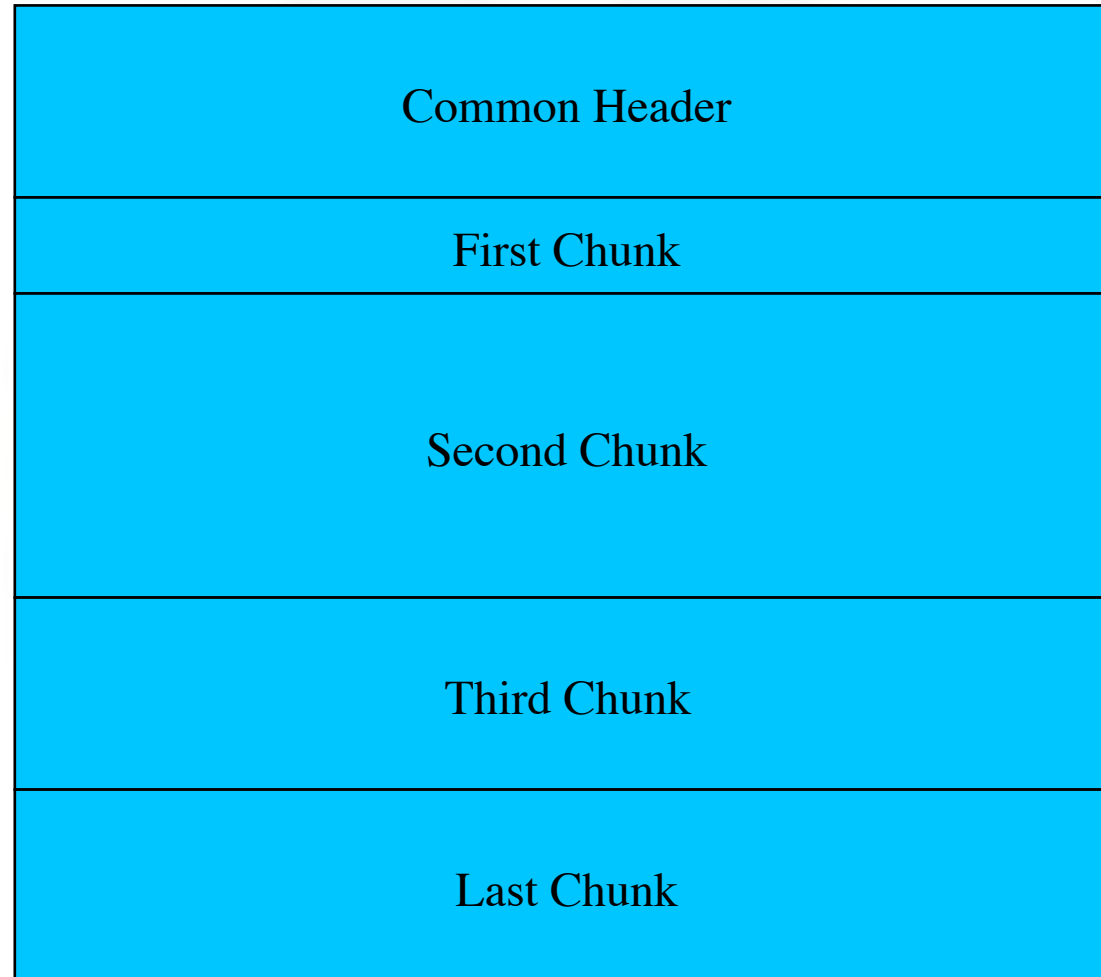 Common Header
First Chunk
Second Chunk
Third Chunk
Last Chunk